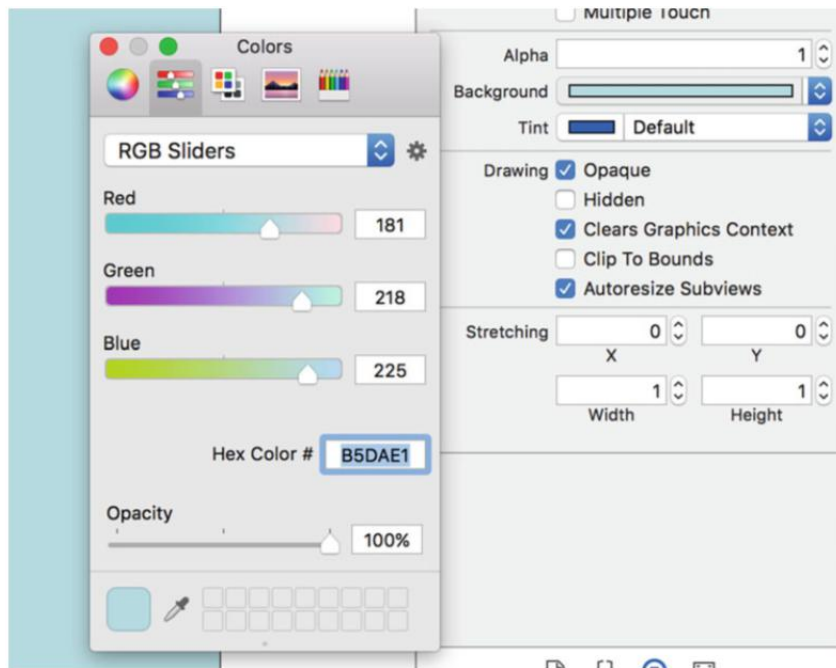 Colors
RGB Sliders
Red
181
Green
218
Blue
225
Hex Color # B5DAE1
Opacity
100%
Multiple Touch
Alpha 1
Background
Tint Default
Drawing Opaque
Hidden
Clears Graphics Context
Clip To Bounds
Autoresize Subviews
Stretching 0 0
X Y
1 1
Width Height